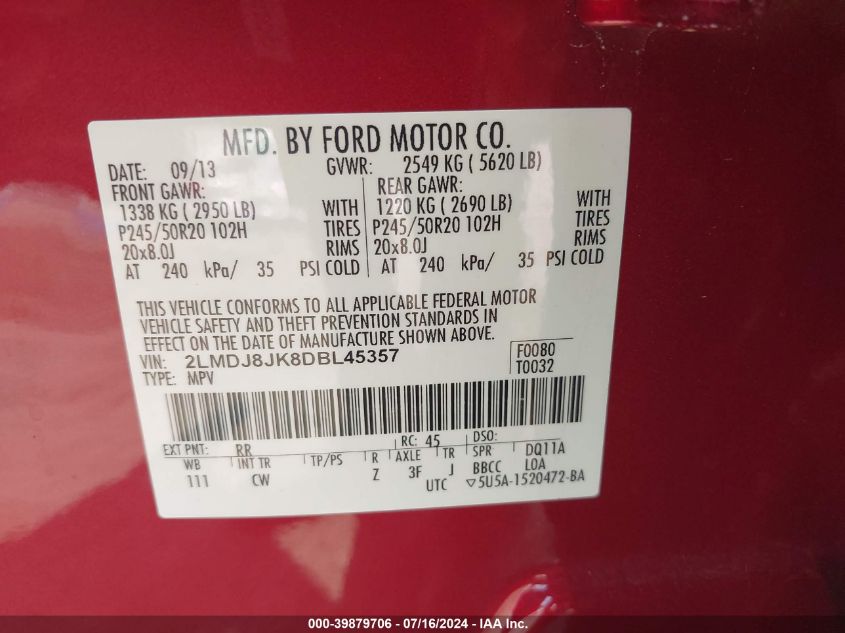 MFD. BY FORD MOTOR CO.
DATE: 09/13 GVWR: 2549 KG ( 5620 LB)
FRONT GAWR: REAR GAWR:
1338 KG ( 2950 LB) WITH 1220 KG ( 2690 LB) WITH
P245/50R20 102H TIRES P245/50R20 102H TIRES
20x8.0J RIMS 20x8.0J RIMS
AT 240 kPa/ 35 PSI COLD AT 240 kPa/ 35 PSI COLD
THIS VEHICLE CONFORMS TO ALL APPLICABLE FEDERAL MOTOR
VEHICLE SAFETY AND THEFT PREVENTION STANDARDS IN
EFFECT ON THE DATE OF MANUFACTURE SHOWN ABOVE.
VIN: 2LMDJ8JK8DBL45357 F0080
TYPE: MPV T0032
EXT PNT: RR RC: 45 DSO:
WB INT TR TP/PS R AXLE TR SPR DQ11A
111 CW Z 3F J BBCC LOA
UTC ▽5U5A-1520472-BA
000-39879706 / 07/16/2024 - IAA Inc.